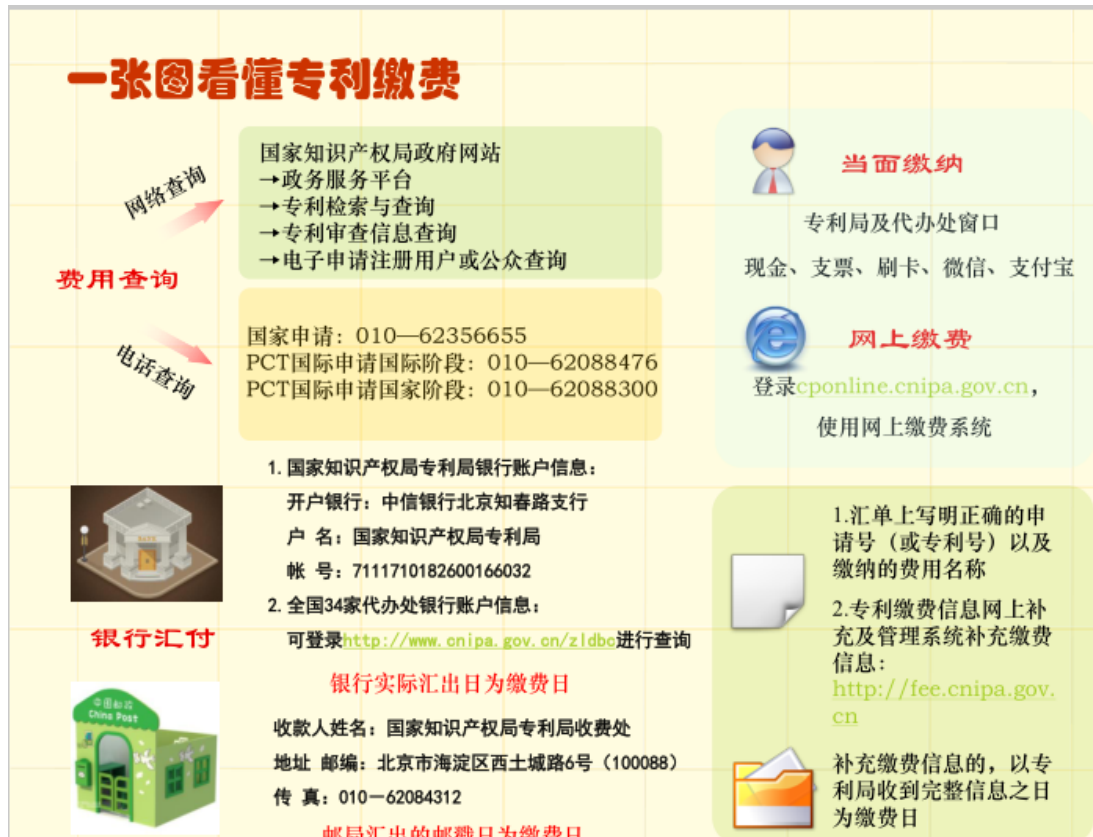 一张图看懂专利缴费
网络查询
费用查询
电话查询
国家知识产权局政府网站
→政务服务平台
→专利检索与查询
→专利审查信息查询
→电子申请注册用户或公众查询
国家申请：010—62356655
PCT国际申请国际阶段：010—62088476
PCT国际申请国家阶段：010—62088300
当面缴纳
专利局及代办处窗口
现金、支票、刷卡、微信、支付宝
网上缴费
登录cponline.cnipa.gov.cn，
使用网上缴费系统
银行汇付
1. 国家知识产权局专利局银行账户信息：
开户银行：中信银行北京知春路支行
户 名：国家知识产权局专利局
帐 号：7111710182600166032
2. 全国34家代办处银行账户信息：
可登录http://www.cnipa.gov.cn/zldbc进行查询
银行实际汇出日为缴费日
中国邮政
China Post
收款人姓名：国家知识产权局专利局收费处
地址 邮编：北京市海淀区西土城路6号（100088）
传 真：010－62084312
邮局汇出的邮戳日为缴费日
1.汇单上写明正确的申
请号（或专利号）以及
缴纳的费用名称
2.专利缴费信息网上补
充及管理系统补充缴费
信息：
http://fee.cnipa.gov.
cn
补充缴费信息的，以专
利局收到完整信息之日
为缴费日